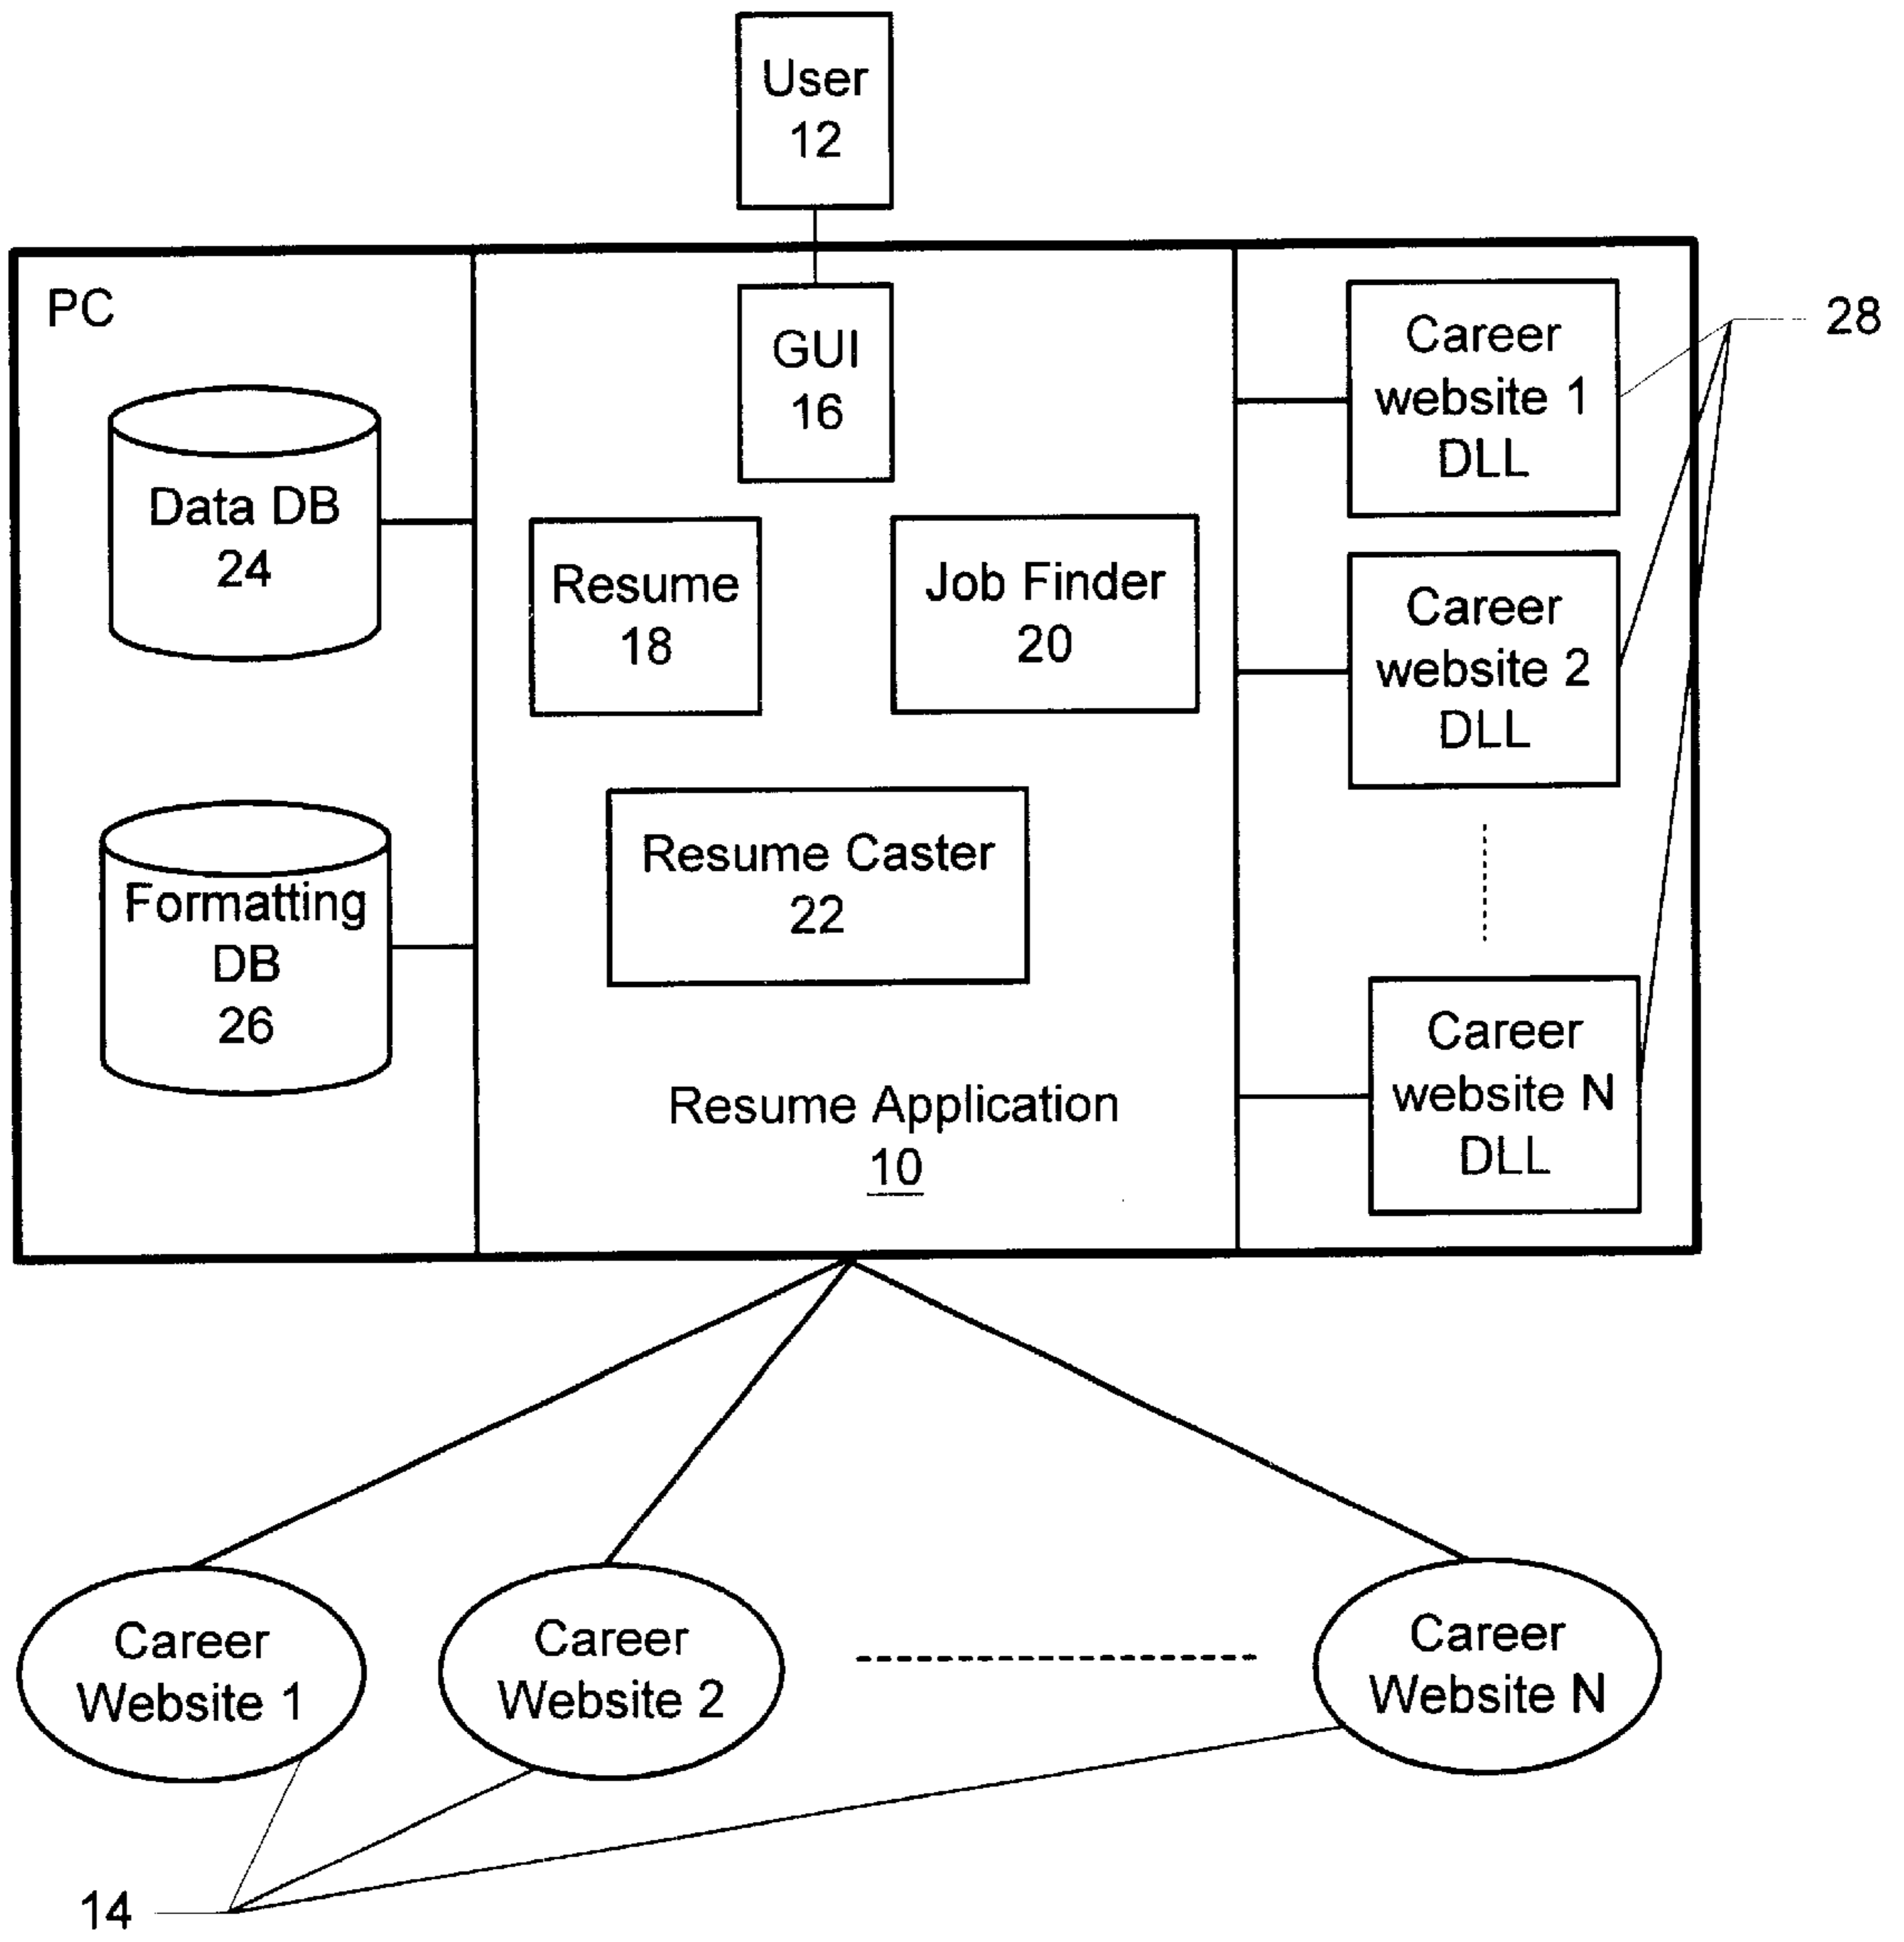 User
12
PC
GUI
16
Data DB
24
Formatting
DB
26
Resume
18
Job Finder
20
Resume Caster
22
Resume Application
10
Career
website 1
DLL
Career
website 2
DLL
Career
website N
DLL
28
Career
Website 1
Career
Website 2
Career
Website N
14